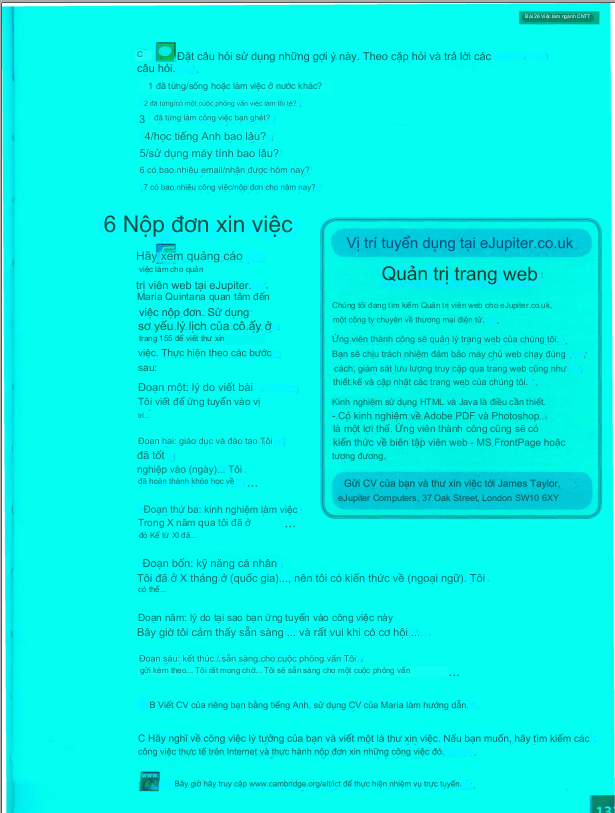 Bài 26 Việc làm ngành CNTT
C Đặt câu hỏi sử dụng những gợi ý này. Theo cặp hỏi và trả lời các
câu hỏi.
1 đã từng/sống hoặc làm việc ở nước khác?
2 đã từng/có một cuộc phỏng vấn việc làm tồi tệ?
3 đã từng làm công việc bạn ghét?
4/học tiếng Anh bao lâu?
5/sử dụng máy tính bao lâu?
6 có bao nhiêu email/nhận được hôm nay?
7 có bao nhiêu công việc/nộp đơn cho năm nay?
6 Nộp đơn xin việc
Hãy xem quảng cáo
việc làm cho quản
trị viên web tại eJupiter.
Maria Quintana quan tâm đến
việc nộp đơn. Sử dụng
sơ yếu lý lịch của cô ấy ở
trang 155 để viết thư xin
việc. Thực hiện theo các bước
sau:
Đoạn một: lý do viết bài
Tôi viết để ứng tuyển vào vị
trí...
Đoạn hai: giáo dục và đào tạo Tôi
đã tốt
nghiệp vào (ngày)... Tôi
đã hoàn thành khóa học về ...
Đoạn thứ ba: kinh nghiệm làm việc
Trong X năm qua tôi đã ở ...
đó Kể từ XI đã...
Đoạn bốn: kỹ năng cá nhân
Tôi đã ở X tháng ở (quốc gia)..., nên tôi có kiến thức về (ngoại ngữ). Tôi
có thể...
Đoạn năm: lý do tại sao bạn ứng tuyển vào công việc này
Bây giờ tôi cảm thấy sẵn sàng ... và rất vui khi có cơ hội ...
Đoạn sáu: kết thúc / sẵn sàng cho cuộc phỏng vấn Tôi
gửi kèm theo... Tôi rất mong chờ... Tôi sẽ sẵn sàng cho một cuộc phỏng vấn ...
Vị trí tuyển dụng tại eJupiter.co.uk
Quản trị trang web
Chúng tôi đang tìm kiếm Quản trị viên web cho eJupiter.co.uk,
một công ty chuyên về thương mại điện tử.
Ứng viên thành công sẽ quản lý trang web của chúng tôi.
Bạn sẽ chịu trách nhiệm đảm bảo máy chủ web chạy đúng
cách, giám sát lưu lượng truy cập qua trang web cũng như
thiết kế và cập nhật các trang web của chúng tôi.
Kinh nghiệm sử dụng HTML và Java là điều cần thiết.
- Có kinh nghiệm về Adobe PDF và Photoshop
là một lợi thế. Ứng viên thành công cũng sẽ có
kiến thức về biên tập viên web - MS FrontPage hoặc
tương đương.
Gửi CV của bạn và thư xin việc tới James Taylor,
eJupiter Computers, 37 Oak Street, London SW10 6XY
B Viết CV của riêng bạn bằng tiếng Anh, sử dụng CV của Maria làm hướng dẫn.
C Hãy nghĩ về công việc lý tưởng của bạn và viết một lá thư xin việc. Nếu bạn muốn, hãy tìm kiếm các
công việc thực tế trên Internet và thực hành nộp đơn xin những công việc đó.
www.
Bây giờ hãy truy cập www.cambridge.org/elt/ict để thực hiện nhiệm vụ trực tuyến.